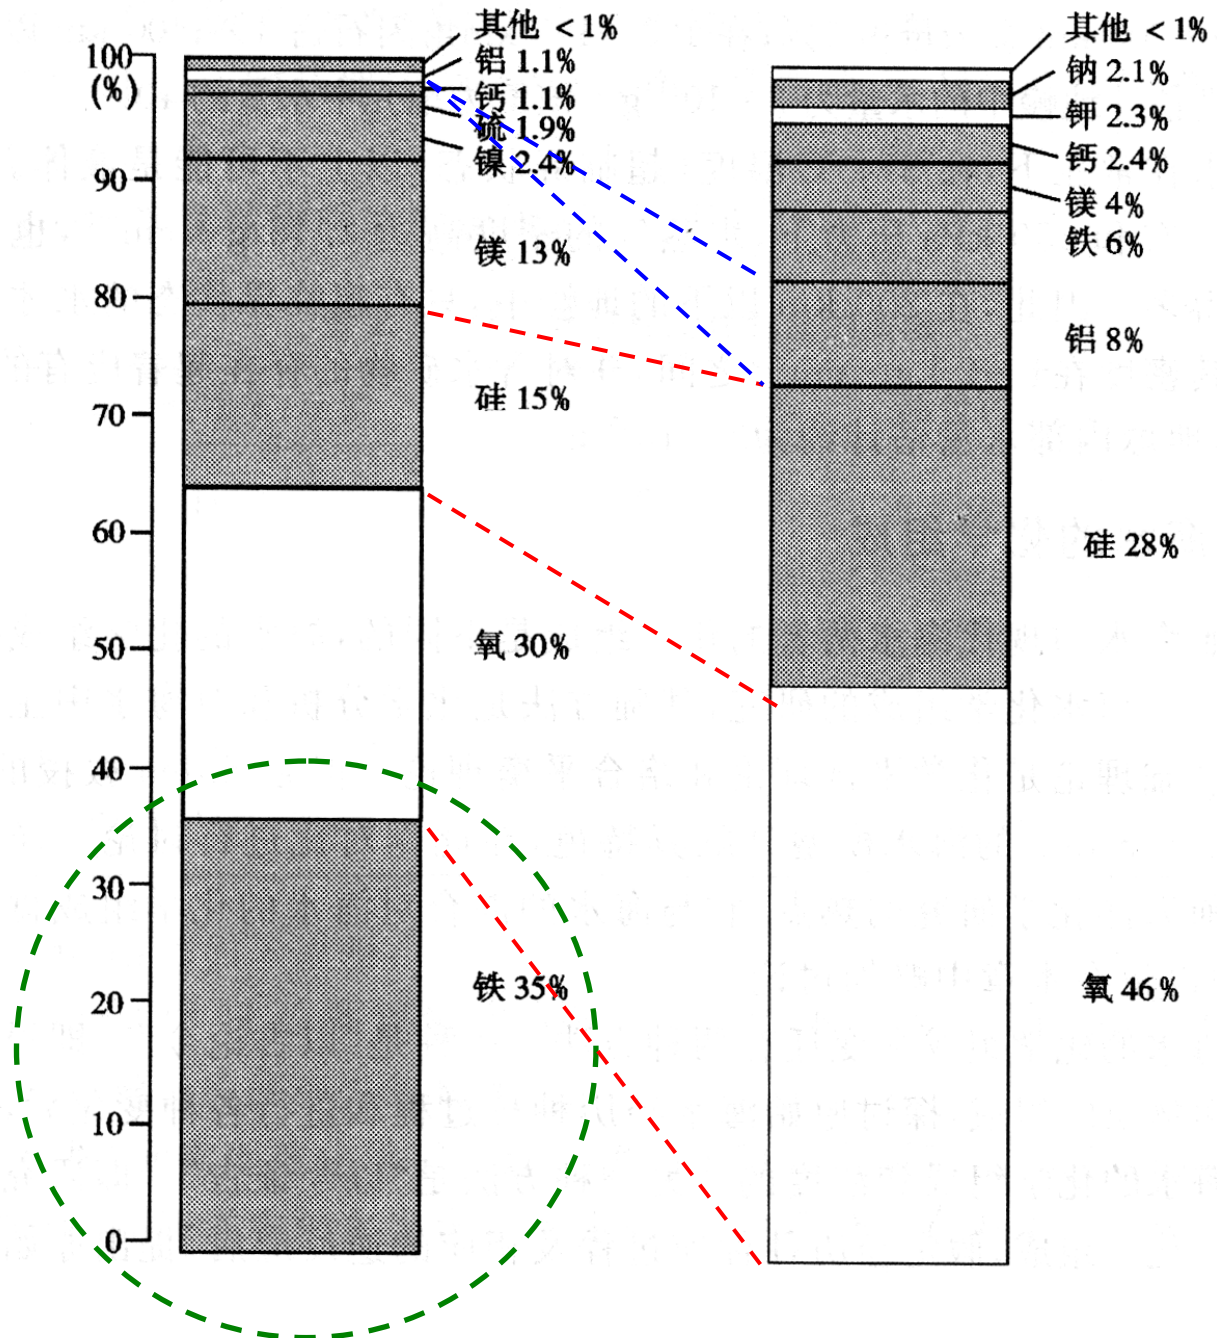 100
(%)
90
80
70
60
50
40
30
20
10
0
其他 <1%
铝 1.1%
钙 1.1%
硫 1.9%
镍 2.4%
镁 13%
硅 15%
氧 30%
铁 35%
其他 <1%
钠 2.1%
钾 2.3%
钙 2.4%
镁 4%
铁 6%
铝 8%
硅 28%
氧 46%